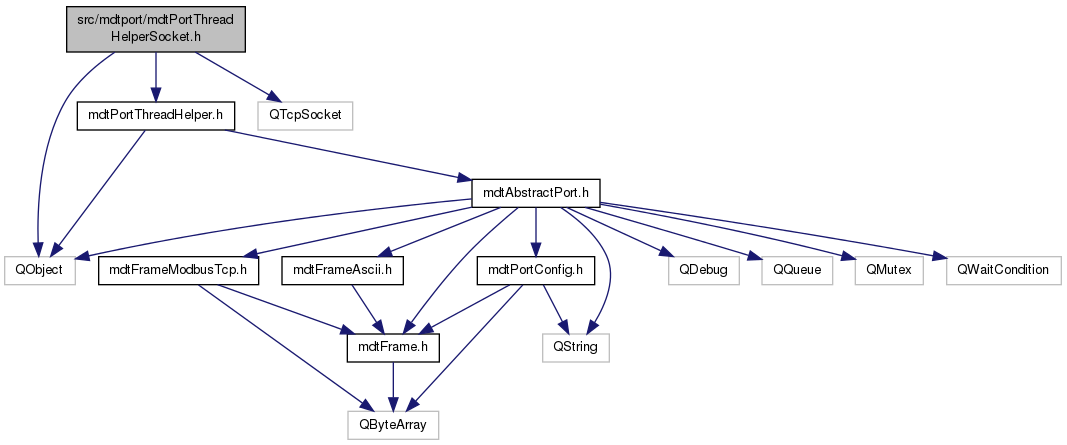 src/mdtport/mdtPortThread
HelperSocket.h
mdtPortThreadHelper.h
QTcpSocket
mdtAbstractPort.h
QObject
mdtFrameModbusTcp.h
mdtFrameAscii.h
mdtPortConfig.h
QDebug
QQueue
QMutex
QWaitCondition
mdtFrame.h
QString
QByteArray